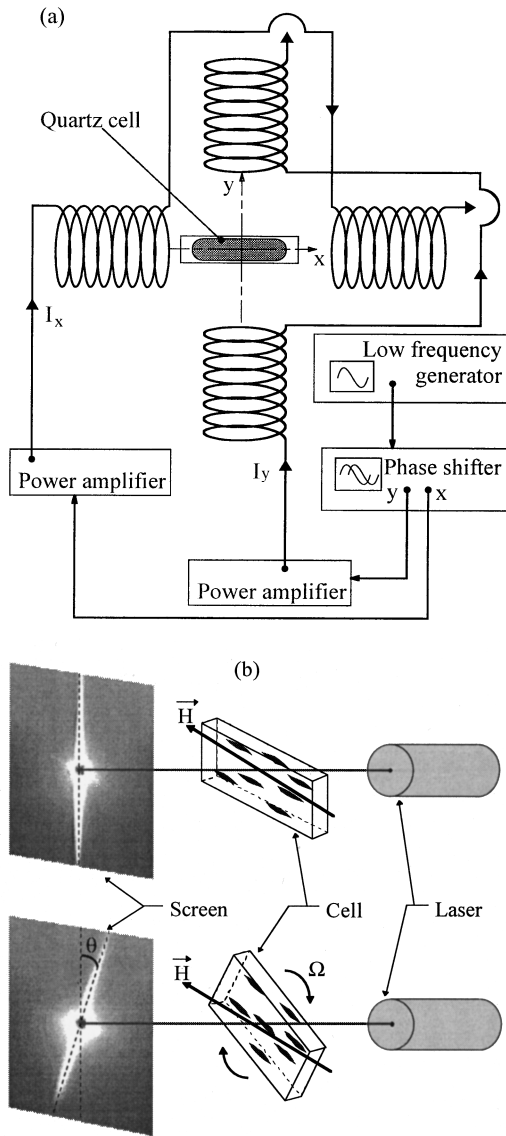 (a)
Quartz cell
y
x
I_x
Low frequency
generator
Phase shifter
y x
Power amplifier
I_y
Power amplifier
(b)
H
Screen
Cell
Laser
θ
H
Ω